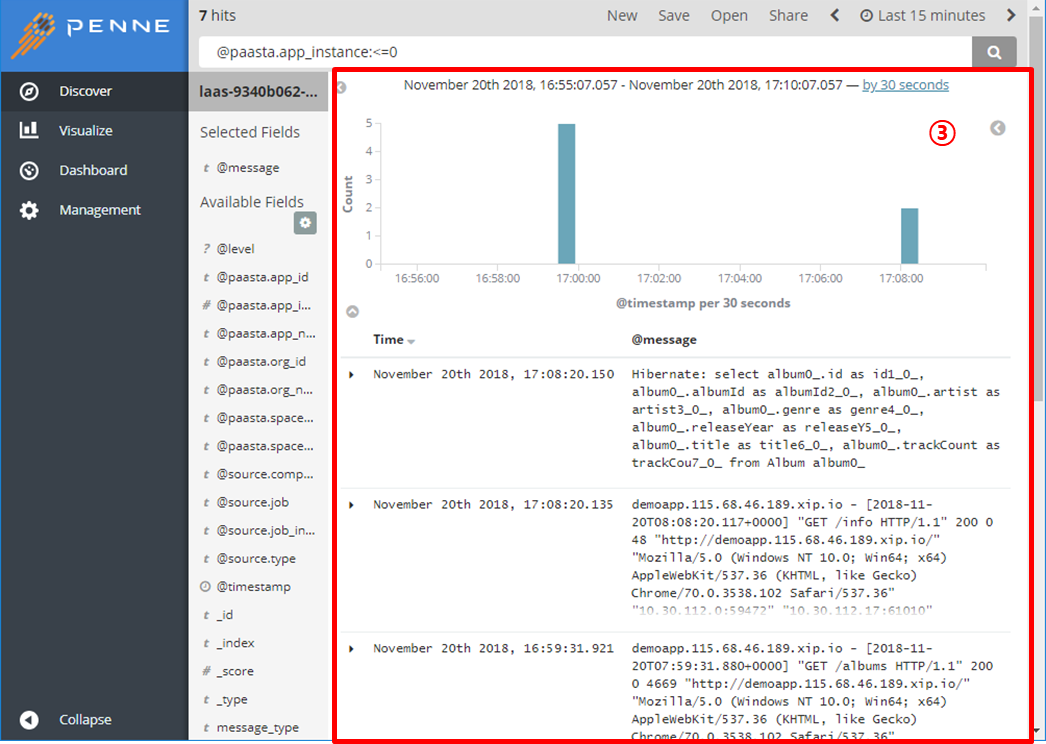 PENNE
Discover
Visualize
Dashboard
Management
Collapse
7 hits
New Save Open Share Last 15 minutes
@paasta.app_instance:<=0
laas-9340b062-...
Selected Fields
t @message
Available Fields
? @level
t @paasta.app_id
# @paasta.app_i...
t @paasta.app_n...
t @paasta.org_id
t @paasta.org_n...
t @paasta.space...
t @paasta.space...
t @source.comp...
t @source.job
t @source.job_in...
t @source.type
@timestamp
t _id
t _index
# _score
t _type
t message_type
November 20th 2018, 16:55:07.057 - November 20th 2018, 17:10:07.057 — by 30 seconds
③
Count
5
4
3
2
1
0
16:56:00 16:58:00 17:00:00 17:02:00 17:04:00 17:06:00 17:08:00
@timestamp per 30 seconds
Time @message
November 20th 2018, 17:08:20.150 Hibernate: select album0_.id as id1_0_,
album0_.albumId as albumId2_0_, album0_.artist as
artist3_0_, album0_.genre as genre4_0_,
album0_.releaseYear as releaseY5_0_,
album0_.title as title6_0_, album0_.trackCount as
trackCou7_0_ from Album album0_
November 20th 2018, 17:08:20.135 demoapp.115.68.46.189.xip.io - [2018-11-
20T08:08:20.117+0000] "GET /info HTTP/1.1" 200 0
48 "http://demoapp.115.68.46.189.xip.io/"
"Mozilla/5.0 (Windows NT 10.0; Win64; x64)
AppleWebKit/537.36 (KHTML, like Gecko)
Chrome/70.0.3538.102 Safari/537.36"
"10.30.112.0:59472" "10.30.112.17:61010"
November 20th 2018, 16:59:31.921 demoapp.115.68.46.189.xip.io - [2018-11-
20T07:59:31.880+0000] "GET /albums HTTP/1.1" 200
0 4669 "http://demoapp.115.68.46.189.xip.io/"
"Mozilla/5.0 (Windows NT 10.0; Win64; x64)
AppleWebKit/537.36 (KHTML, like Gecko)
Chrome/70.0.3538.102 Safari/537.36"